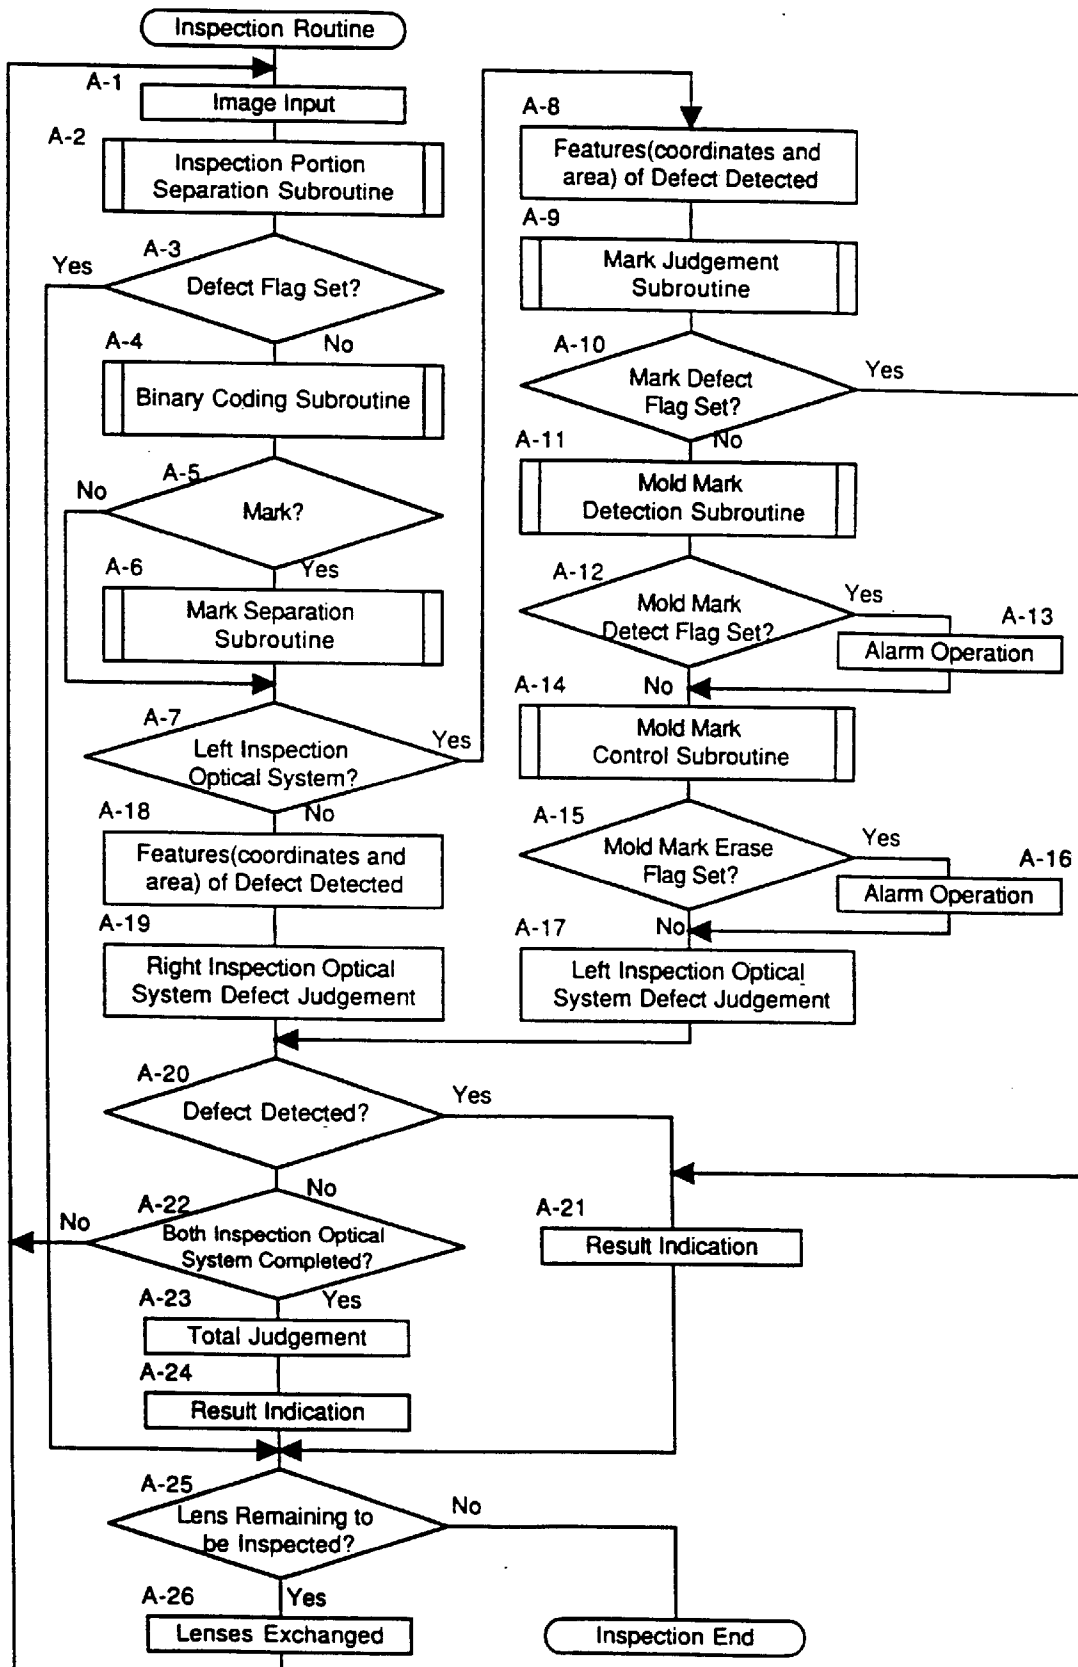 Inspection Routine
A-1
Image Input
A-2
Inspection Portion
Separation Subroutine
A-3
Yes
Defect Flag Set?
No
A-4
Binary Coding Subroutine
A-5
No
Mark?
Yes
A-6
Mark Separation
Subroutine
A-7
Yes
Left Inspection
Optical System?
No
A-18
Features(coordinates and
area) of Defect Detected
A-19
Right Inspection Optical
System Defect Judgement
A-8
Features(coordinates and
area) of Defect Detected
A-9
Mark Judgement
Subroutine
A-10
Yes
Mark Defect
Flag Set?
No
A-11
Mold Mark
Detection Subroutine
A-12
Yes
Mold Mark
Detect Flag Set?
A-13
Alarm Operation
No
A-14
Mold Mark
Control Subroutine
A-15
Yes
Mold Mark Erase
Flag Set?
A-16
Alarm Operation
No
A-17
Left Inspection Optical
System Defect Judgement
A-20
Yes
Defect Detected?
No
A-21
Result Indication
A-22
No
Both Inspection Optical
System Completed?
Yes
A-23
Total Judgement
A-24
Result Indication
A-25
No
Lens Remaining to
be Inspected?
Yes
A-26
Lenses Exchanged
Inspection End